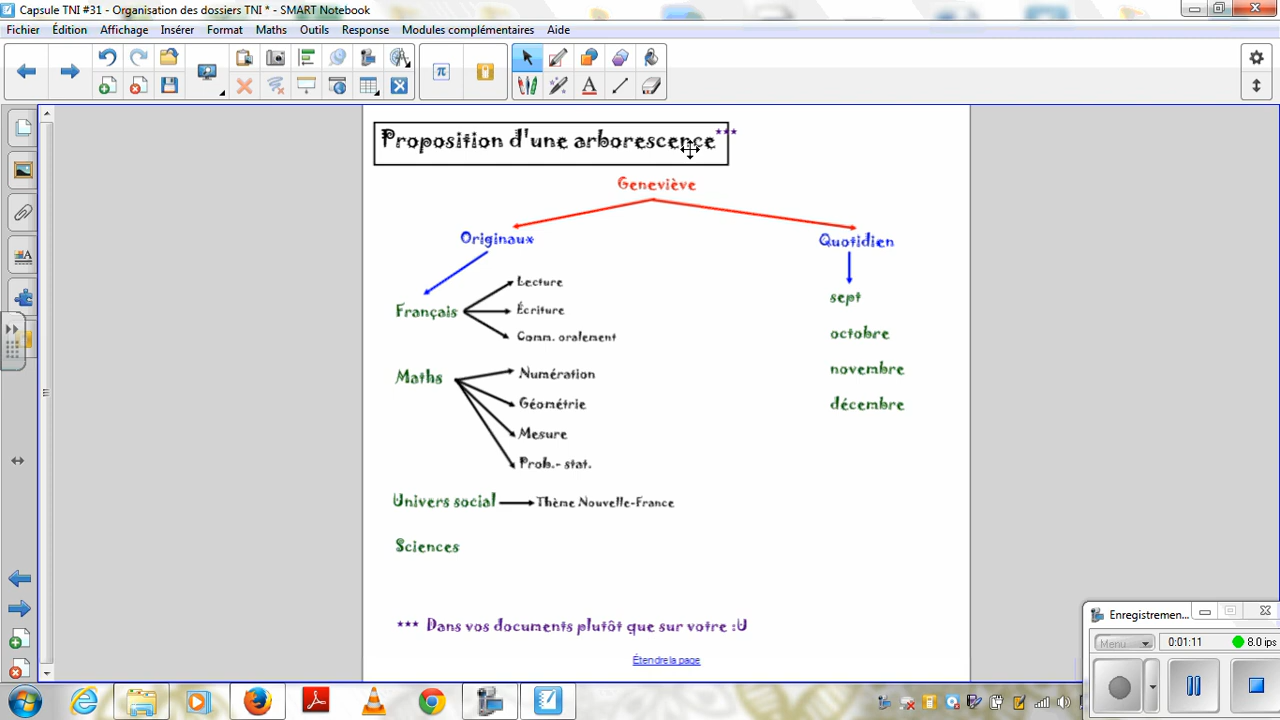 Capsule TNI #31 - Organisation des dossiers TNI * - SMART Notebook
Fichier Édition Affichage Insérer Format Maths Outils Response Modules complémentaires Aide
Proposition d'une arborescence***
Geneviève
Originaux
Quotidien
Français
Lecture
Écriture
Comm. oralement
Maths
Numération
Géométrie
Mesure
Prob.- stat.
Univers social
Thème Nouvelle-France
Sciences
sept
octobre
novembre
décembre
*** Dans vos documents plutôt que sur votre :U
Étendre la page
Enregistremen...
Menu
0:01:11
8.0 ips